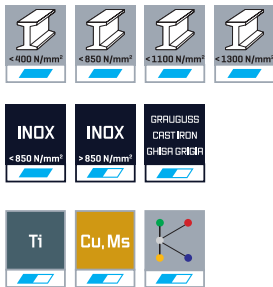 <400 N/mm² <850 N/mm² <1100 N/mm² <1300 N/mm²
INOX INOX GRAUGUSS
CAST IRON
GHISA GRIGIA
<850 N/mm² >850 N/mm²
Ti Cu, Ms